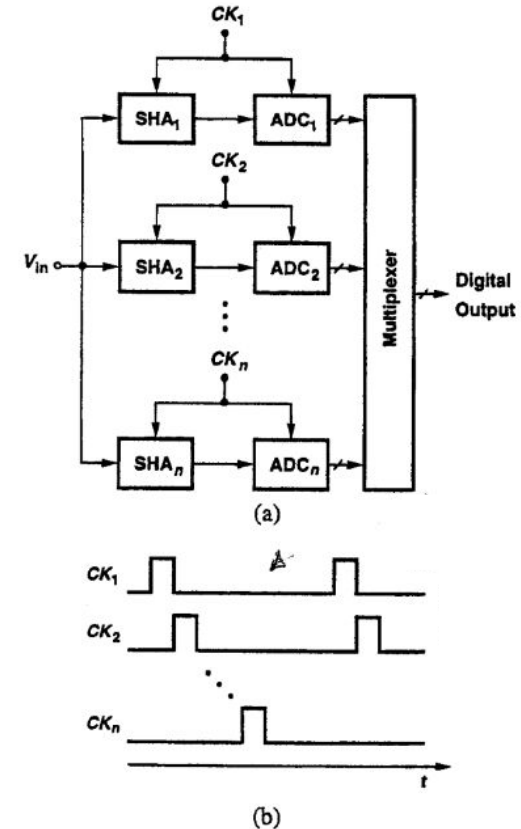 CK1
SHA1 ADC1
CK2
Vin SHA2 ADC2 Multiplexer Digital
Output
CKn
SHAn ADCn
(a)
CK1
CK2
CKn
t
(b)